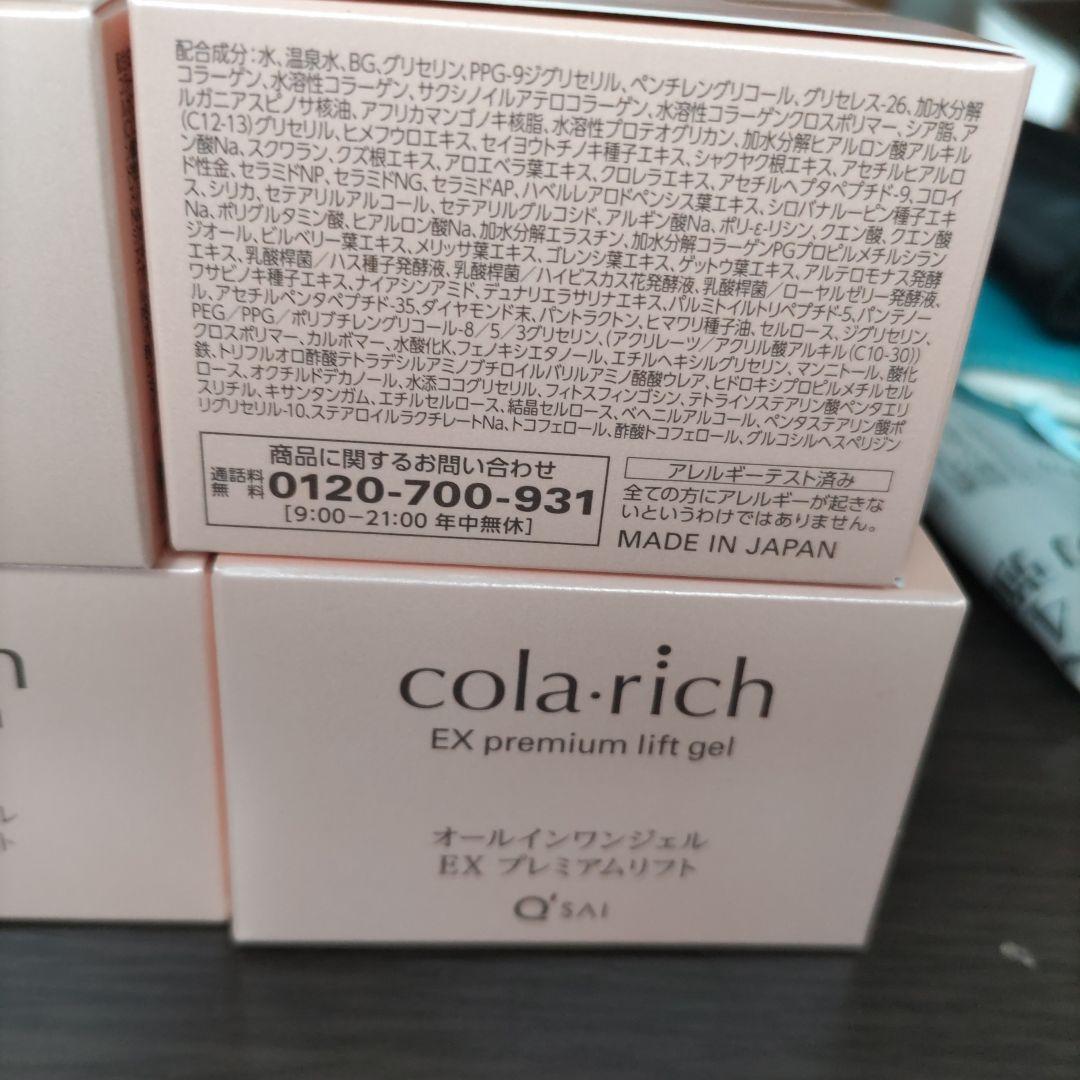 配合成分:水、温泉水、BG、グリセリン、PPG-9ジグリセリル、ペンチレングリコール、グリセレス-26、加水分解
コラーゲン、水溶性コラーゲン、サクシノイルアテロコラーゲン、水溶性コラーゲンクロスポリマー、シア脂、ア
ルガニアスピノサ核油、アフリカマンゴノキ核脂、水溶性プロテオグリカン、加水分解ヒアルロン酸アルキル
(C12-13)グリセリル、ヒメフウロエキス、セイヨウトチノキ種子エキス、シャクヤク根エキス、アセチルヒアルロ
ン酸Na、スクワラン、クズ根エキス、アロエベラ葉エキス、クロレラエキス、アセチルヘプタペプチド-9、コロイ
ド性金、セラミドNP、セラミドNG、セラミドAP、ハベルレアロドペンシス葉エキス、シロバナルーピン種子エキ
ス、シリカ、セテアリルアルコール、セテアリルグルコシド、アルギン酸Na、ポリ-ε-リシン、クエン酸、クエン酸
Na、ポリグルタミン酸、ヒアルロン酸Na、加水分解エラスチン、加水分解コラーゲンPGプロピルメチルシラン
ジオール、ビルベリー葉エキス、メリッサ葉エキス、ゴレンシ葉エキス、ゲットウ葉エキス、アルテロモナス発酵
エキス、乳酸桿菌/ハス種子発酵液、乳酸桿菌/ハイビスカス花発酵液、乳酸桿菌/ローヤルゼリー発酵液、
ワサビノキ種子エキス、ナイアシンアミド、デュナリエラサリナエキス、パルミトイルトリペプチド-5、パンテノー
ル、アセチルペンタペプチド-35、ダイヤモンド末、パントラクトン、ヒマワリ種子油、セルロース、ジグリセリン、
PEG/PPG/ポリブチレングリコール-8/5/3グリセリン、(アクリレーツ/アクリル酸アルキル(C10-30))
クロスポリマー、カルボマー、水酸化K、フェノキシエタノール、エチルヘキシルグリセリン、マンニトール、酸化
鉄、トリフルオロ酢酸テトラデシルアミノブチロイルバリルアミノ酪酸ウレア、ヒドロキシプロピルメチルセル
ロース、オクチルドデカノール、水添ココグリセリル、フィトスフィンゴシン、テトライソステアリン酸ペンタエリ
スリチル、キサンタンガム、エチルセルロース、結晶セルロース、ベヘニルアルコール、ペンタステアリン酸ポ
リグリセリル-10、ステアロイルラクチレートNa、トコフェロール、酢酸トコフェロール、グルコシルヘスペリジン
商品に関するお問い合わせ
通話料
無料 0120-700-931
[9:00−21:00 年中無休]
アレルギーテスト済み
全ての方にアレルギーが起きな
いというわけではありません。
MADE IN JAPAN
cola·rich
EX premium lift gel
オールインワンジェル
EX プレミアムリフト
Q'SAI